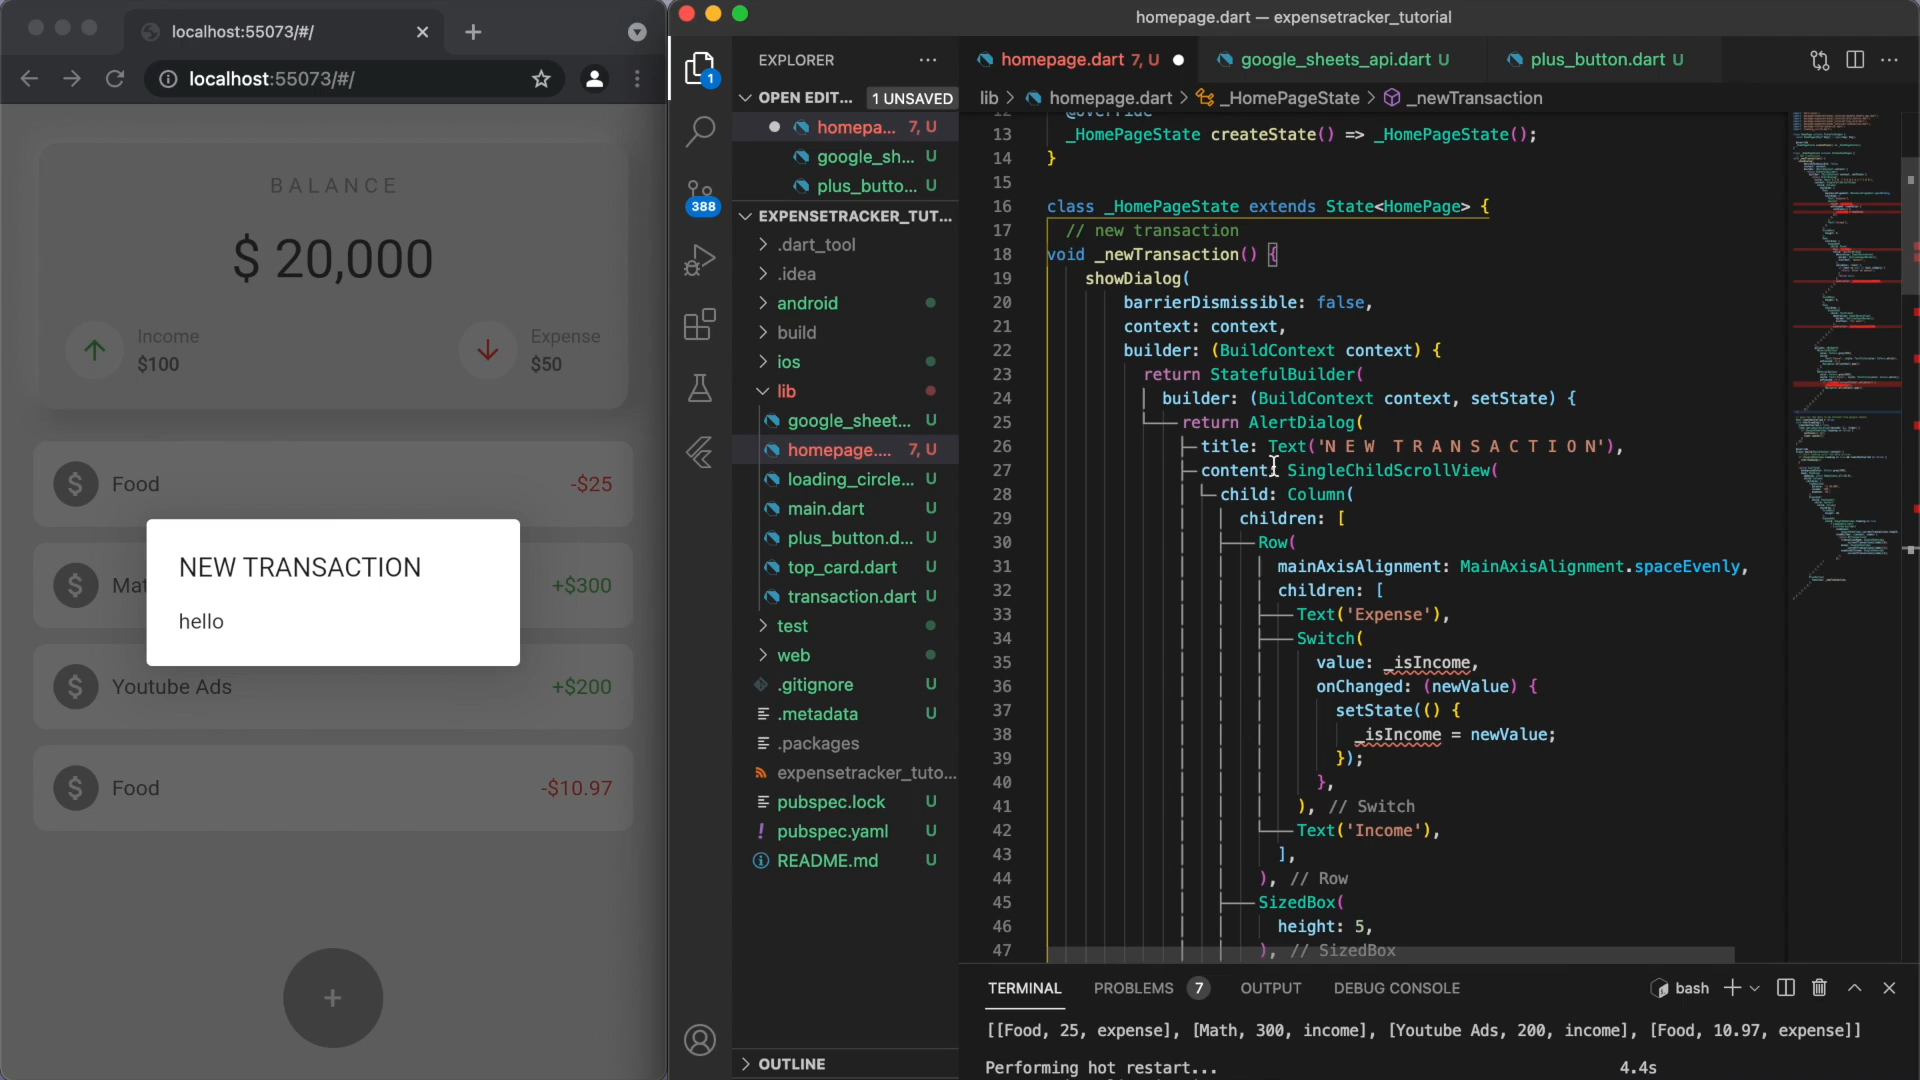 localhost:55073/#/
localhost:55073/#/
BALANCE
$ 20,000
Income
$100
Expense
$50
Food
-$25
Mat
+$300
NEW TRANSACTION
hello
Youtube Ads
+$200
Food
-$10.97
+
homepage.dart — expensetracker_tutorial
1
388
EXPLORER
OPEN EDIT... 1 UNSAVED
homepa... 7, U
google_sh... U
plus_butto... U
EXPENSETRACKER_TUT...
.dart_tool
.idea
android
build
ios
lib
google_sheet... U
homepage.... 7, U
loading_circle... U
main.dart U
plus_button.d... U
top_card.dart U
transaction.dart U
test
web
.gitignore U
.metadata U
.packages
expensetracker_tuto...
pubspec.lock U
pubspec.yaml U
README.md U
OUTLINE
homepage.dart 7, U
google_sheets_api.dart U
plus_button.dart U
lib > homepage.dart > _HomePageState > _newTransaction
12 @override
13 _HomePageState createState() => _HomePageState();
14 }
15
16 class _HomePageState extends State<HomePage> {
17 // new transaction
18 void _newTransaction() {
19 showDialog(
20 barrierDismissible: false,
21 context: context,
22 builder: (BuildContext context) {
23 return StatefulBuilder(
24 builder: (BuildContext context, setState) {
25 return AlertDialog(
26 title: Text('N E W  T R A N S A C T I O N'),
27 content: SingleChildScrollView(
28 child: Column(
29 children: [
30 Row(
31 mainAxisAlignment: MainAxisAlignment.spaceEvenly,
32 children: [
33 Text('Expense'),
34 Switch(
35 value: _isIncome,
36 onChanged: (newValue) {
37 setState(() {
38 _isIncome = newValue;
39 });
40 },
41 ), // Switch
42 Text('Income'),
43 ],
44 ), // Row
45 SizedBox(
46 height: 5,
47 ), // SizedBox
TERMINAL PROBLEMS 7 OUTPUT DEBUG CONSOLE
bash
[[Food, 25, expense], [Math, 300, income], [Youtube Ads, 200, income], [Food, 10.97, expense]]
Performing hot restart... 4.4s